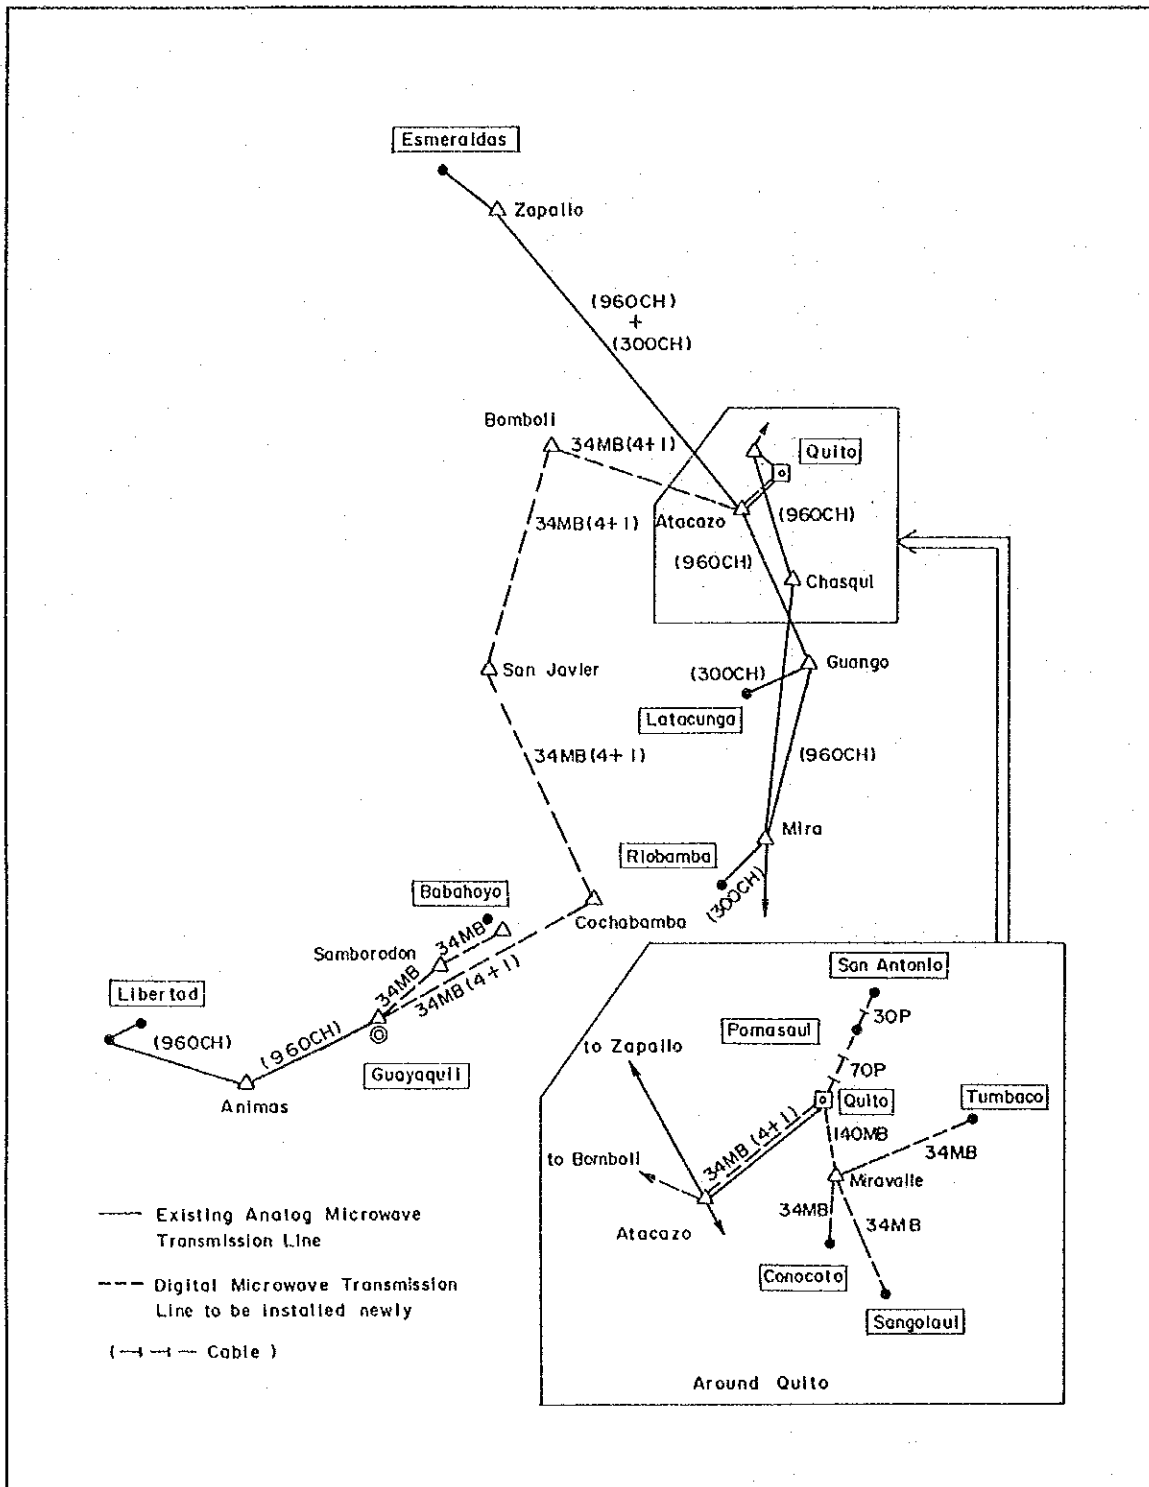 Esmeraldas
Zapallo
(960CH)
+
(300CH)
Bomboli
34MB(4+1)
Quito
34MB(4+1)
Atacazo
(960CH)
(960CH)
Chasqui
San Javier
Guango
(300CH)
Latacunga
34MB(4+1)
(960CH)
Mira
Riobamba
(300CH)
Babahoyo
Cochabamba
34MB
Samborodon
34MB
34MB(4+1)
Libertad
(960CH)
(960CH)
Guayaquil
Animas
San Antonio
30P
Pomasqui
to Zapallo
70P
Quito
Tumbaco
34MB(4+1)
140MB
34MB
to Bomboli
Miravalle
34MB
34MB
Atacazo
Conocoto
Sangolqui
Around Quito
Existing Analog Microwave
Transmission Line
Digital Microwave Transmission
Line to be installed newly
( Cable )